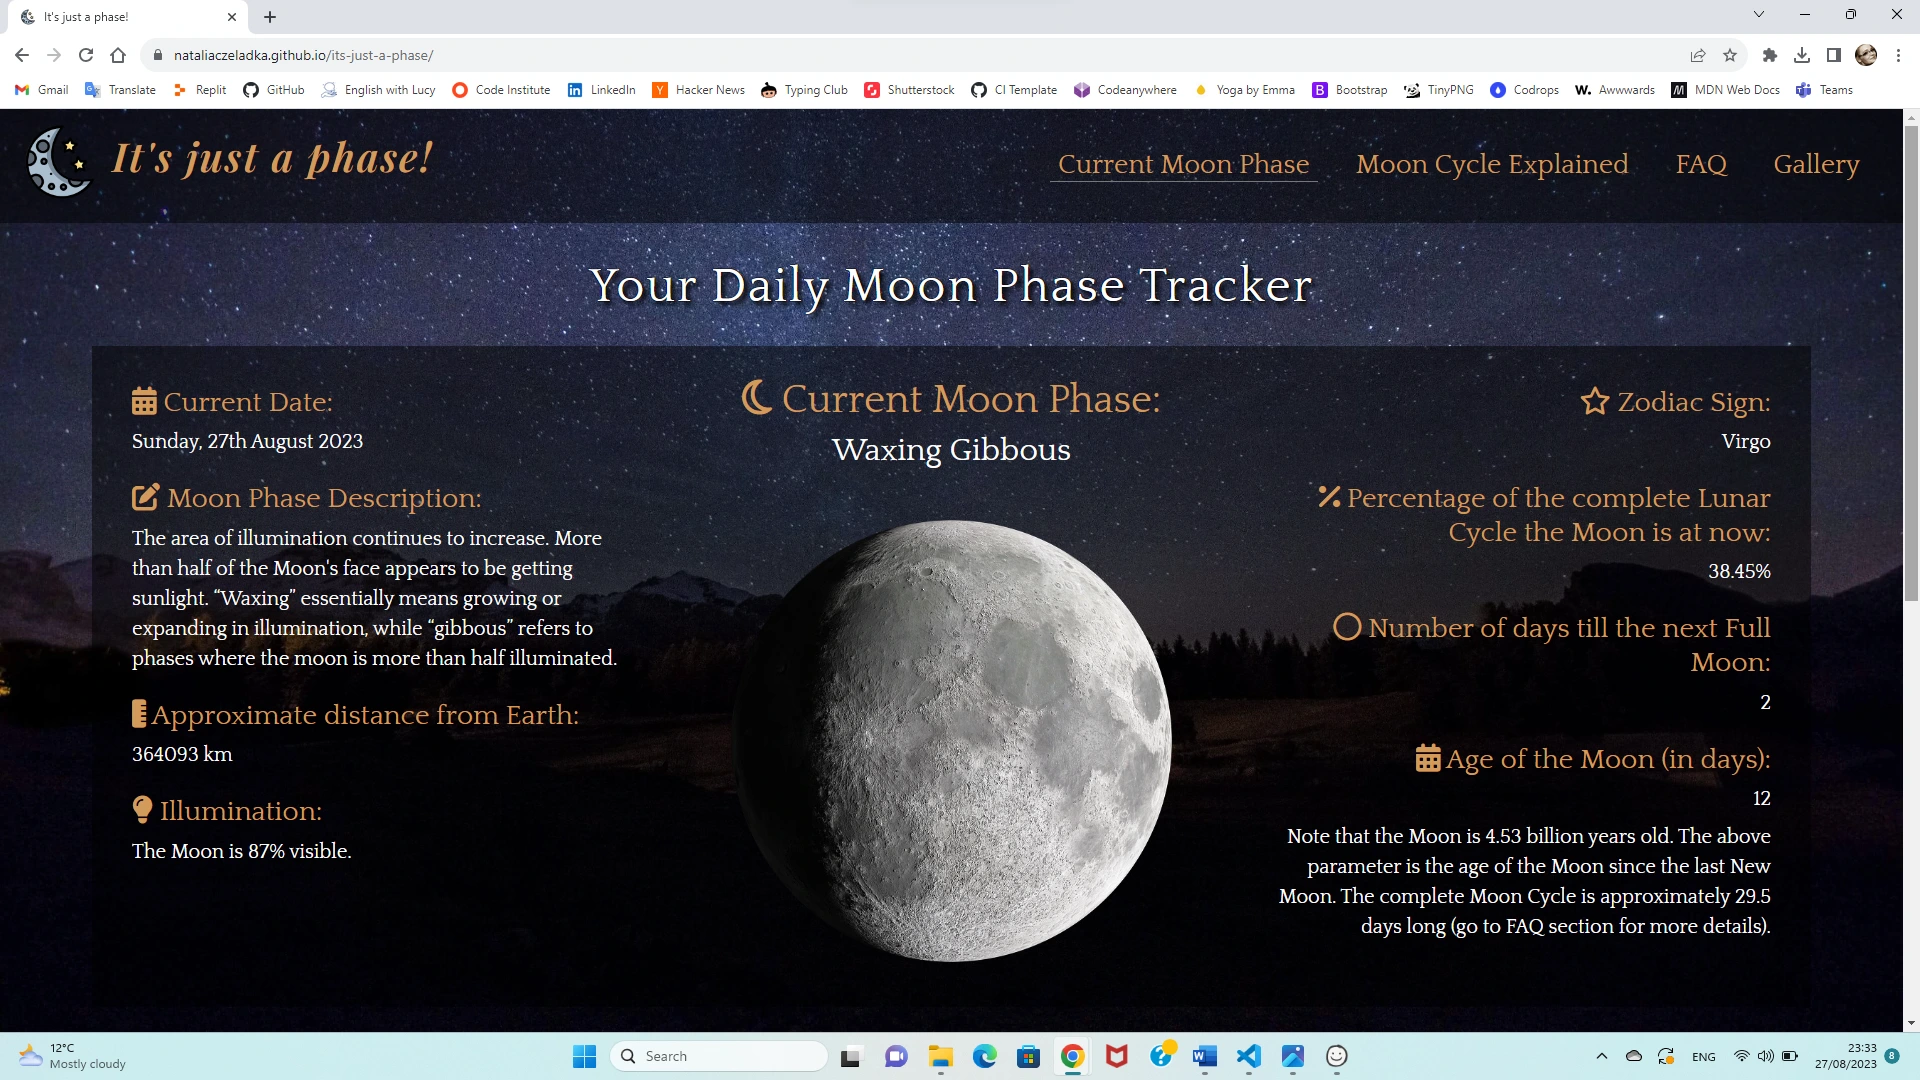 It's just a phase!
nataliaczeladka.github.io/its-just-a-phase/
Gmail Translate Replit GitHub English with Lucy Code Institute LinkedIn Hacker News Typing Club Shutterstock CI Template Codeanywhere Yoga by Emma Bootstrap TinyPNG Codrops Awwwards MDN Web Docs Teams
It's just a phase!
Current Moon Phase Moon Cycle Explained FAQ Gallery
Your Daily Moon Phase Tracker
Current Date:
Sunday, 27th August 2023
Moon Phase Description:
The area of illumination continues to increase. More
than half of the Moon's face appears to be getting
sunlight. “Waxing” essentially means growing or
expanding in illumination, while “gibbous” refers to
phases where the moon is more than half illuminated.
Approximate distance from Earth:
364093 km
Illumination:
The Moon is 87% visible.
Current Moon Phase:
Waxing Gibbous
Zodiac Sign:
Virgo
Percentage of the complete Lunar
Cycle the Moon is at now:
38.45%
Number of days till the next Full
Moon:
2
Age of the Moon (in days):
12
Note that the Moon is 4.53 billion years old. The above
parameter is the age of the Moon since the last New
Moon. The complete Moon Cycle is approximately 29.5
days long (go to FAQ section for more details).
12°C
Mostly cloudy
Search
ENG
23:33
27/08/2023
8